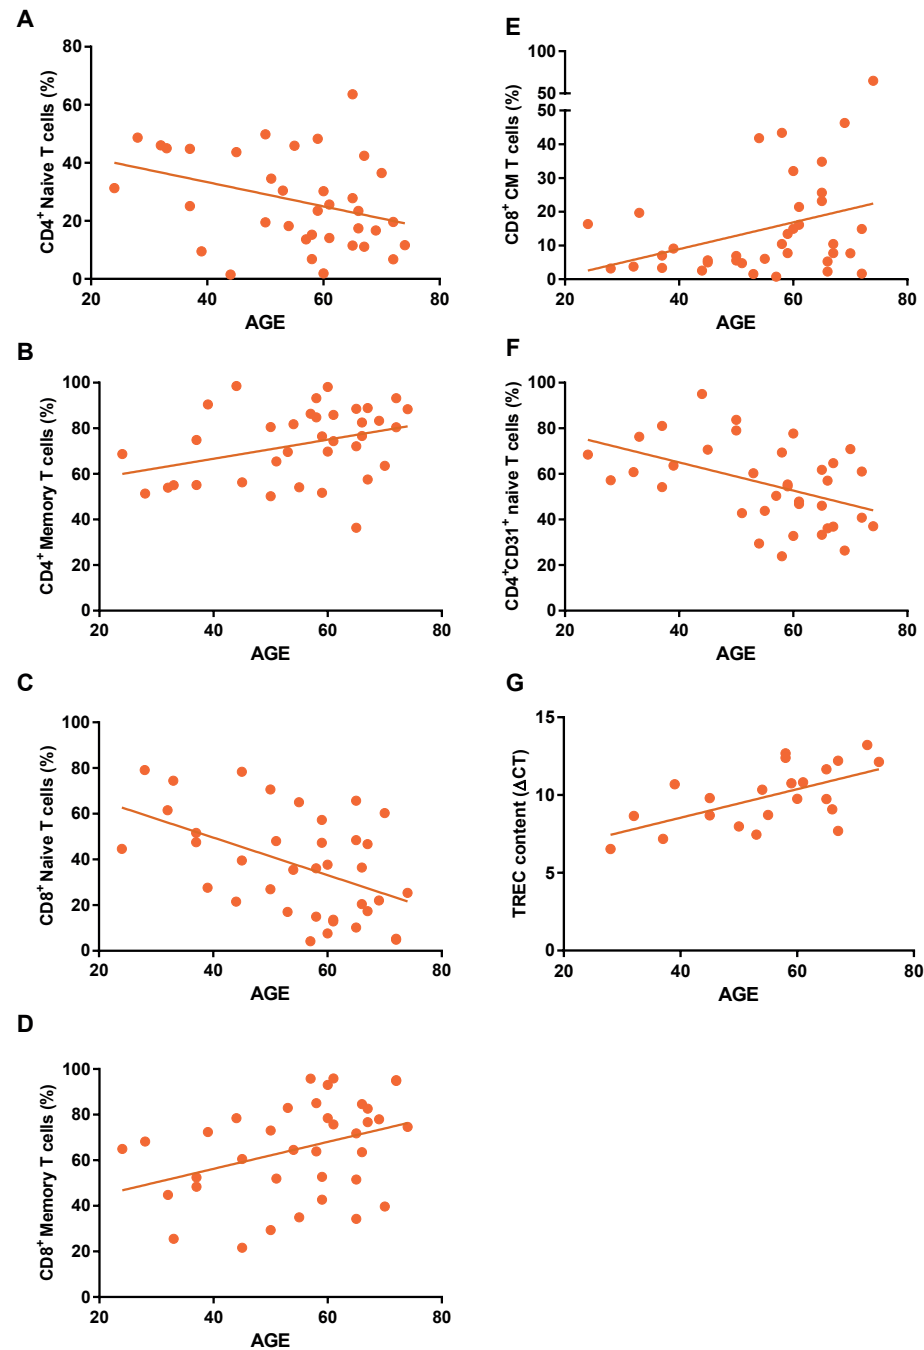 A
CD4+ Naive T cells (%)
80
60
40
20
0
20 40 60 80
AGE
B
CD4+ Memory T cells (%)
100
80
60
40
20
0
20 40 60 80
AGE
C
CD8+ Naive T cells (%)
100
80
60
40
20
0
20 40 60 80
AGE
D
CD8+ Memory T cells (%)
100
80
60
40
20
0
20 40 60 80
AGE
E
CD8+ CM T cells (%)
100
50
50
40
30
20
10
0
20 40 60 80
AGE
F
CD4+CD31+ naive T cells (%)
100
80
60
40
20
0
20 40 60 80
AGE
G
TREC content (ΔCT)
15
10
5
0
20 40 60 80
AGE